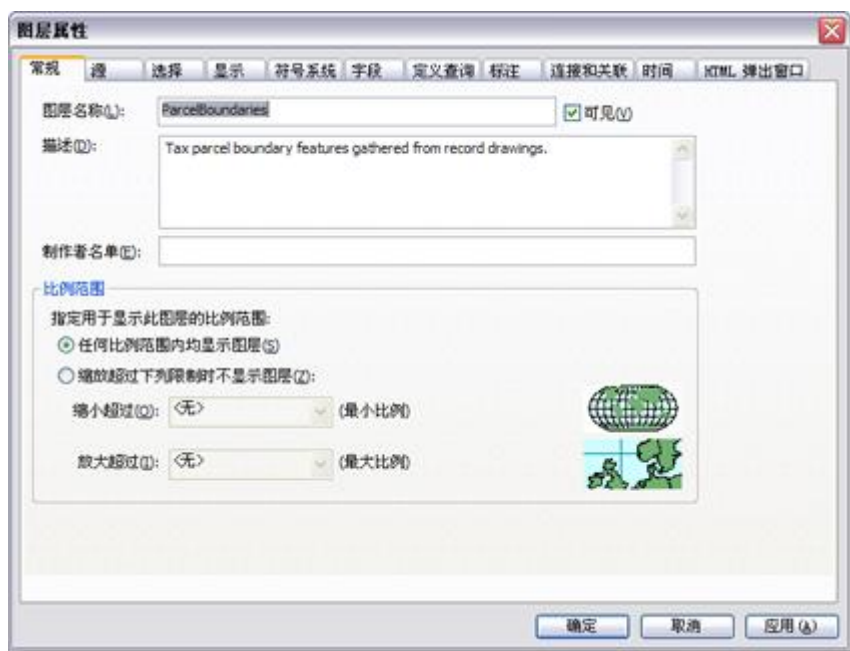 图层属性
常规 源 选择 显示 符号系统 字段 定义查询 标注 连接和关联 时间 HTML 弹出窗口
图层名称(L): ParcelBoundaries 可见(V)
描述(D): Tax parcel boundary features gathered from record drawings.
制作者名单(E):
比例范围
指定用于显示此图层的比例范围:
任何比例范围内均显示图层(S)
缩放超过下列限制时不显示图层(Z):
缩小超过(O): <无> (最小比例)
放大超过(I): <无> (最大比例)
确定 取消 应用(A)